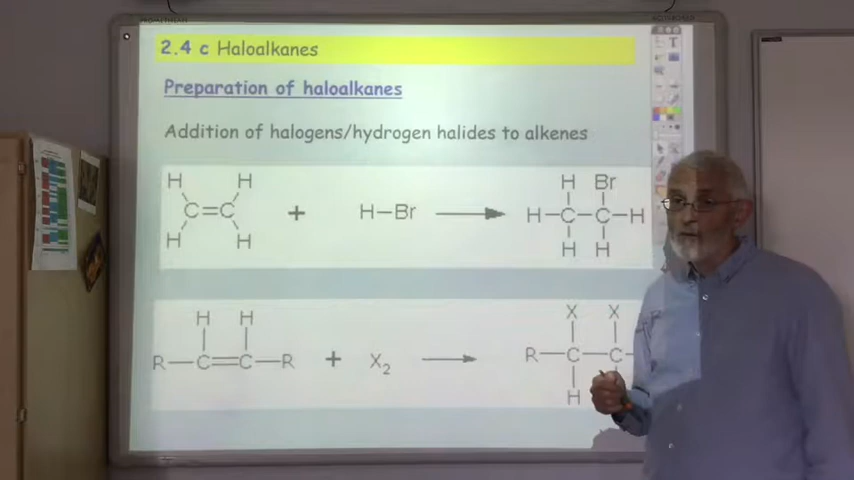 2.4 c Haloalkanes
Preparation of haloalkanes
Addition of halogens/hydrogen halides to alkenes
H H H Br
C=C + H-Br H-C-C-H
H H H H
H H X X
R-C=C-R + X2 R-C-C-
H